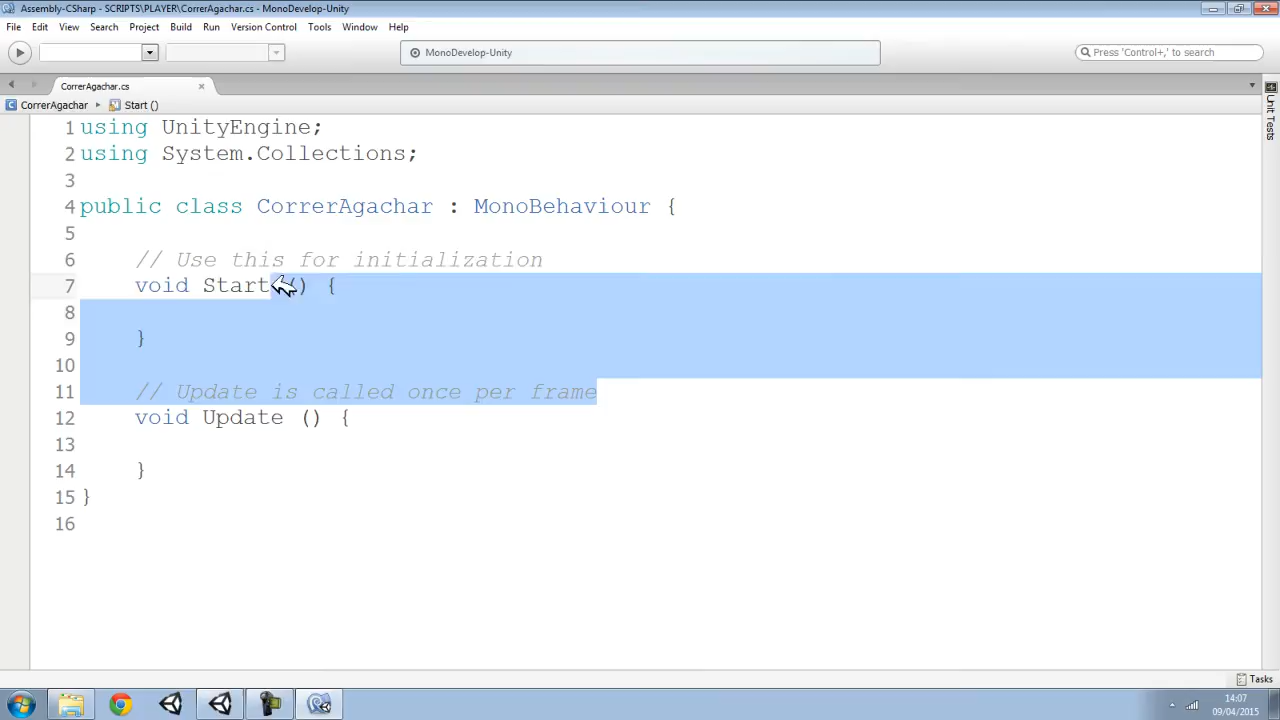 Assembly-CSharp - SCRIPTS\PLAYER\CorrerAgachar.cs - MonoDevelop-Unity
File Edit View Search Project Build Run Version Control Tools Window Help
MonoDevelop-Unity
Press 'Control+,' to search
CorrerAgachar.cs
CorrerAgachar Start ()
Unit Tests
1 using UnityEngine;
2 using System.Collections;
3
4 public class CorrerAgachar : MonoBehaviour {
5
6 // Use this for initialization
7 void Start () {
8
9 }
10
11 // Update is called once per frame
12 void Update () {
13
14 }
15 }
16
Tasks
14:07
09/04/2015